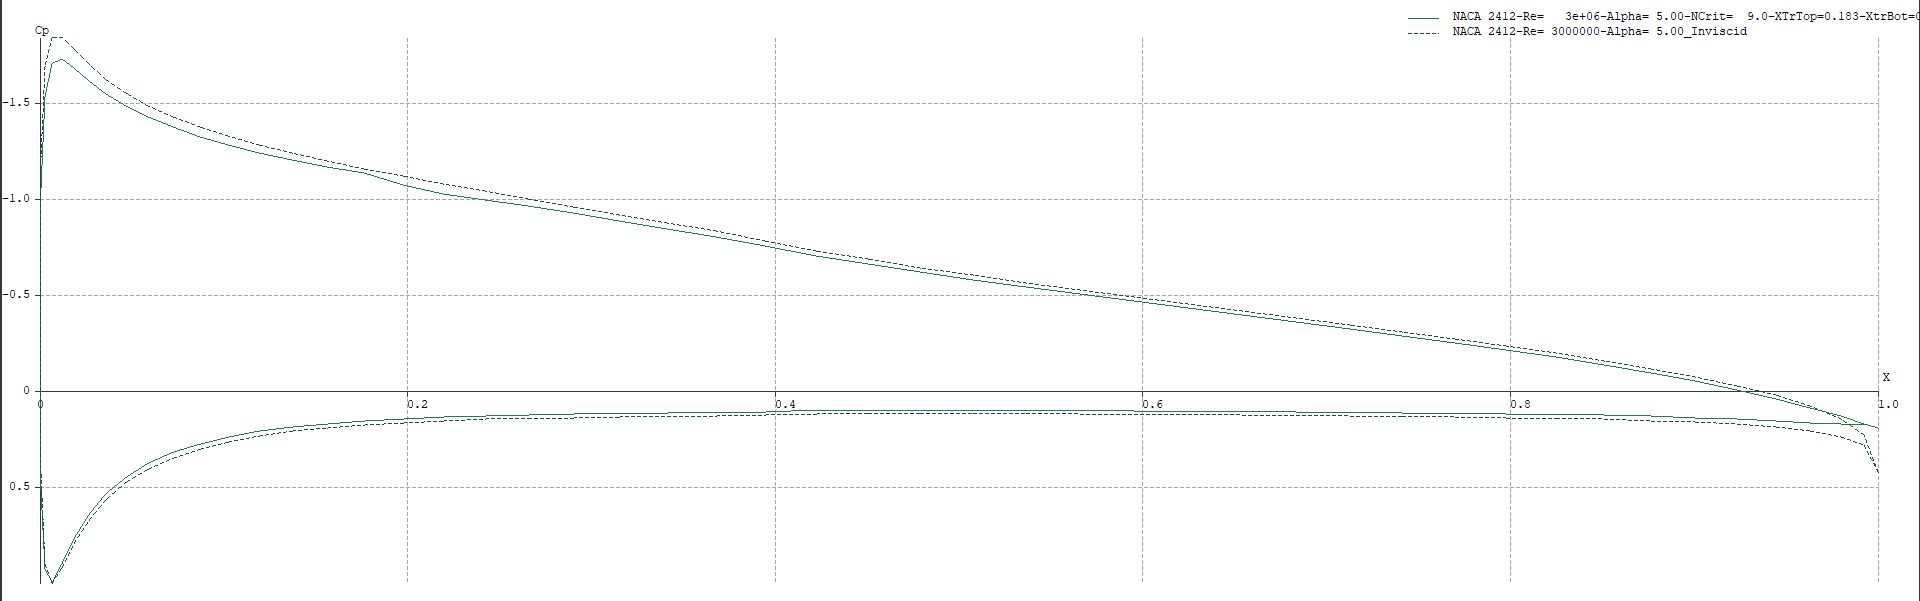 NACA 2412-Re=   3e+06-Alpha= 5.00-NCrit=  9.0-XTrTop=0.183-XtrBot=0
NACA 2412-Re= 3000000-Alpha= 5.00_Inviscid
Cp
-1.5
-1.0
-0.5
0
X
0 0.2 0.4 0.6 0.8 1.0
0.5